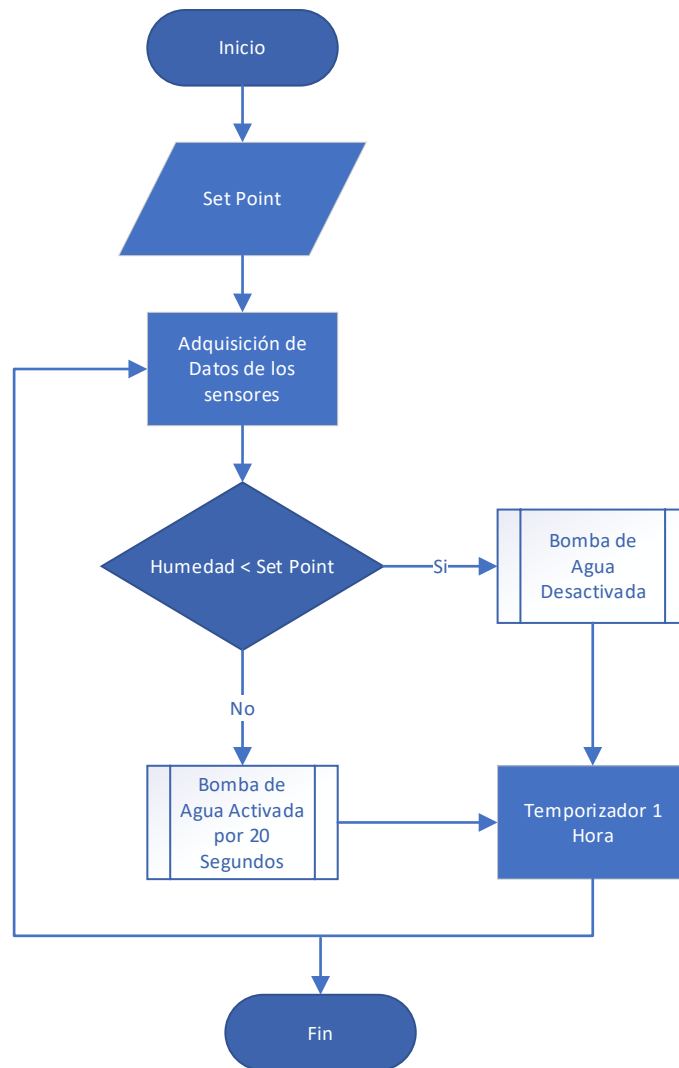 Inicio
Set Point
Adquisición de
Datos de los
sensores
Humedad < Set Point
Si
Bomba de
Agua
Desactivada
No
Bomba de
Agua Activada
por 20
Segundos
Temporizador 1
Hora
Fin